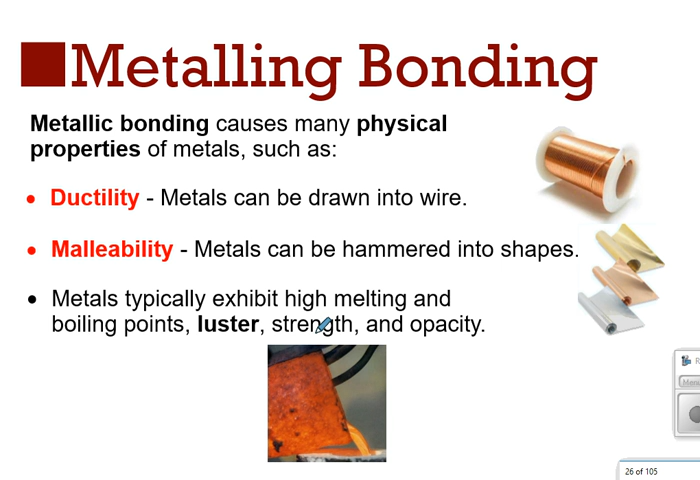 Metalling Bonding
Metallic bonding causes many physical
properties of metals, such as:
• Ductility - Metals can be drawn into wire.
• Malleability - Metals can be hammered into shapes.
• Metals typically exhibit high melting and
boiling points, luster, strength, and opacity.
26 of 105